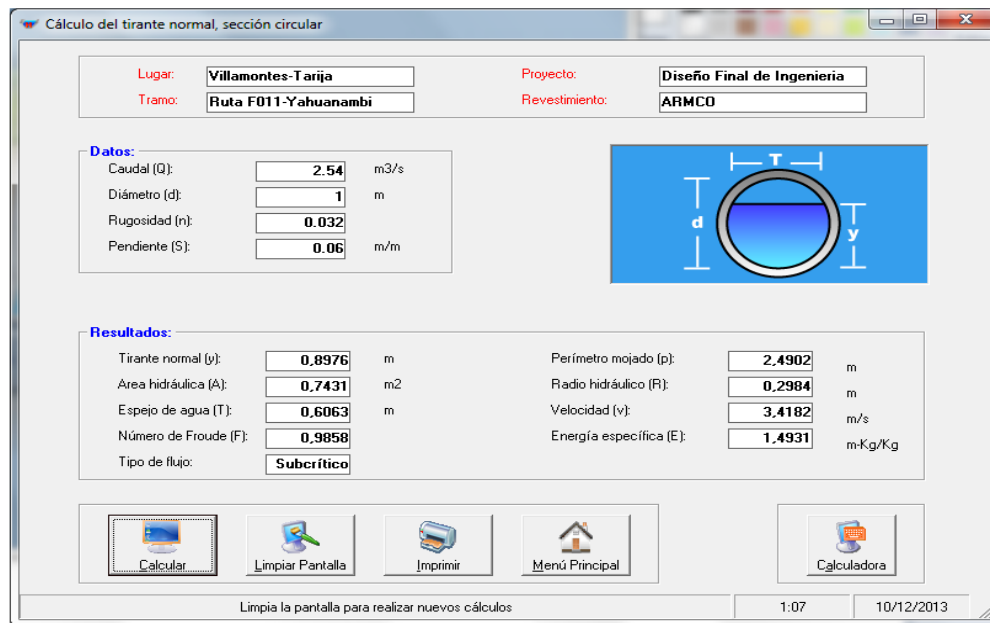 Cálculo del tirante normal, sección circular
Lugar: Villamontes-Tarija Proyecto: Diseño Final de Ingenieria
Tramo: Ruta F011-Yahuanambi Revestimiento: ARMCO
Datos:
Caudal (Q): 2.54 m3/s
Diámetro (d): 1 m
Rugosidad (n): 0.032
Pendiente (S): 0.06 m/m
T
d
y
Resultados:
Tirante normal (y): 0,8976 m Perímetro mojado (p): 2,4902 m
Area hidráulica (A): 0,7431 m2 Radio hidráulico (R): 0,2984 m
Espejo de agua (T): 0,6063 m Velocidad (v): 3,4182 m/s
Número de Froude (F): 0,9858 Energía específica (E): 1,4931 m-Kg/Kg
Tipo de flujo: Subcrítico
Calcular Limpiar Pantalla Imprimir Menú Principal Calculadora
Limpia la pantalla para realizar nuevos cálculos 1:07 10/12/2013